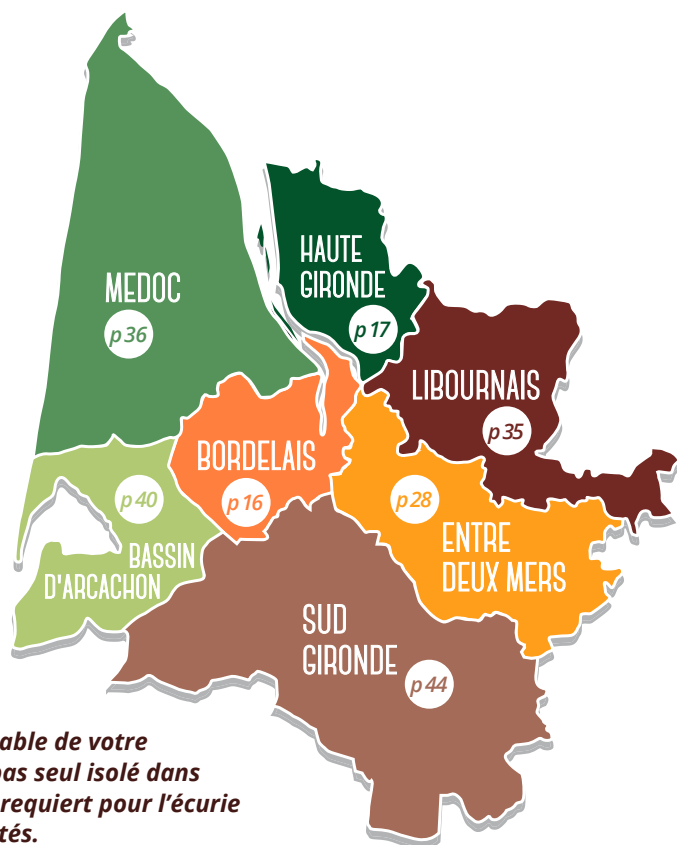 HAUTE
GIRONDE
p 17
MEDOC
p 36
LIBOURNAIS
p 35
BORDELAIS
p 16
p 40
BASSIN
D'ARCACHON
p 28
ENTRE
DEUX MERS
SUD
GIRONDE
p 44
able de votre
pas seul isolé dans
requiert pour l'écurie
tés.